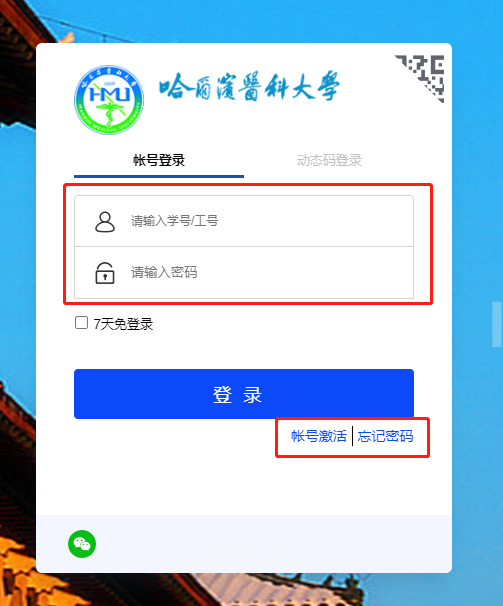 HMU
哈爾濱醫科大學
帐号登录 动态码登录
请输入学号/工号
请输入密码
7天免登录
登 录
帐号激活 忘记密码